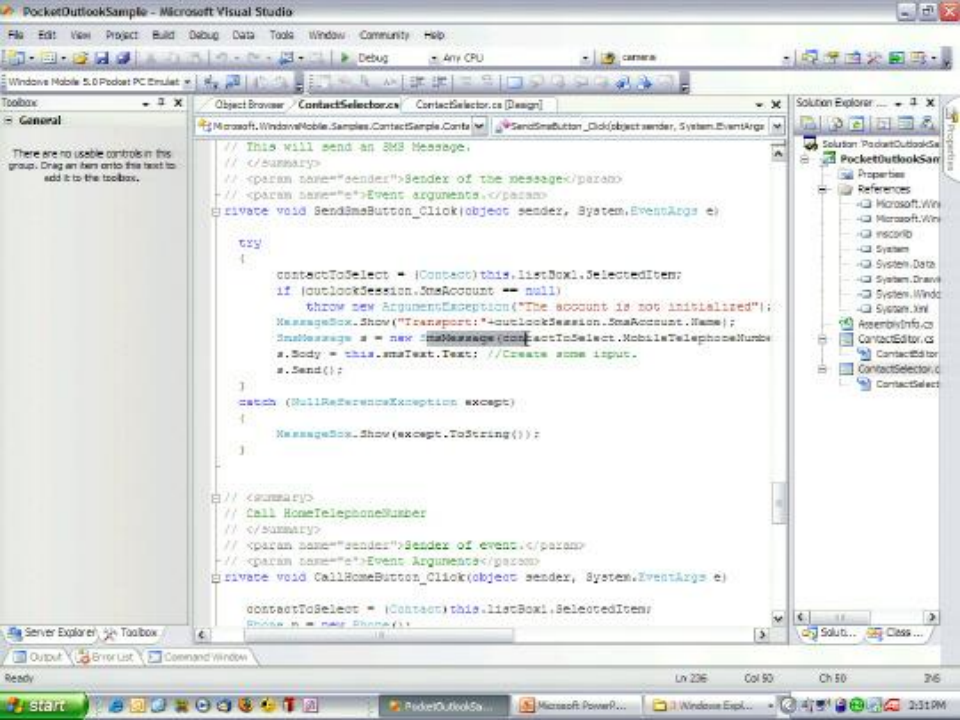 PocketOutlookSample - Microsoft Visual Studio
File Edit View Project Build Debug Data Tools Window Community Help
Debug Any CPU camera
Windows Mobile 5.0 Pocket PC Emulat
Toolbox
General
There are no usable controls in this
group. Drag an item onto this text to
add it to the toolbox.
Object Browser ContactSelector.cs ContactSelector.cs [Design]
Microsoft.WindowsMobile.Samples.ContactSample.Conta SendSmsButton_Click(object sender, System.EventArgs
// This will send an SMS Message.
// </summary>
// <param name="sender">Sender of the message</param>
// <param name="e">Event arguments.</param>
rivate void SendSmsButton_Click(object sender, System.EventArgs e)
try
{
contactToSelect = (Contact)this.listBox1.SelectedItem;
if (outlookSession.SmsAccount == null)
throw new ArgumentException("The account is not initialized");
MessageBox.Show("Transport:"+outlookSession.SmsAccount.Name);
SmsMessage s = new SmsMessage(contactToSelect.MobileTelephoneNumbe
s.Body = this.smsText.Text; //Create some input.
s.Send();
}
catch (NullReferenceException except)
{
MessageBox.Show(except.ToString());
}
// <summary>
// Call HomeTelephoneNumber
// </summary>
// <param name="sender">Sender of event.</param>
// <param name="e">Event Arguments</param>
rivate void CallHomeButton_Click(object sender, System.EventArgs e)
contactToSelect = (Contact)this.listBox1.SelectedItem;
Phone p = new Phone();
Solution Explorer ...
Solution 'PocketOutlookSa
PocketOutlookSam
Properties
References
Microsoft.Win
Microsoft.Win
mscorlib
System
System.Data
System.Drawi
System.Windo
System.Xml
AssemblyInfo.cs
ContactEditor.cs
ContactEditor
ContactSelector.c
ContactSelect
Properties
Server Explorer Toolbox
Soluti... Class ...
Output Error List Command Window
Ready Ln 236 Col 50 Ch 50 INS
start PocketOutlookSa... Microsoft PowerP... 3 Windows Expl... 2:31 PM